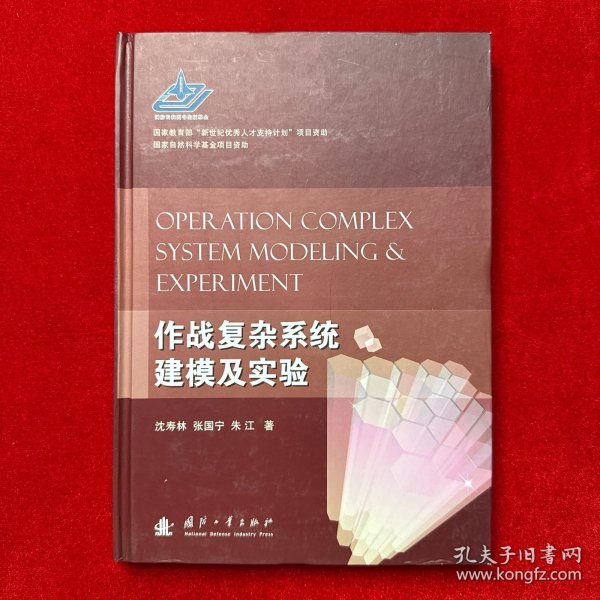 国家教育部“新世纪优秀人才支持计划”项目资助
国家自然科学基金项目资助
OPERATION COMPLEX
SYSTEM MODELING &
EXPERIMENT
作战复杂系统
建模及实验
沈寿林 张国宁 朱江 著
国防工业出版社
National Defense Industry Press
孔夫子旧书网
www.kongfz.com